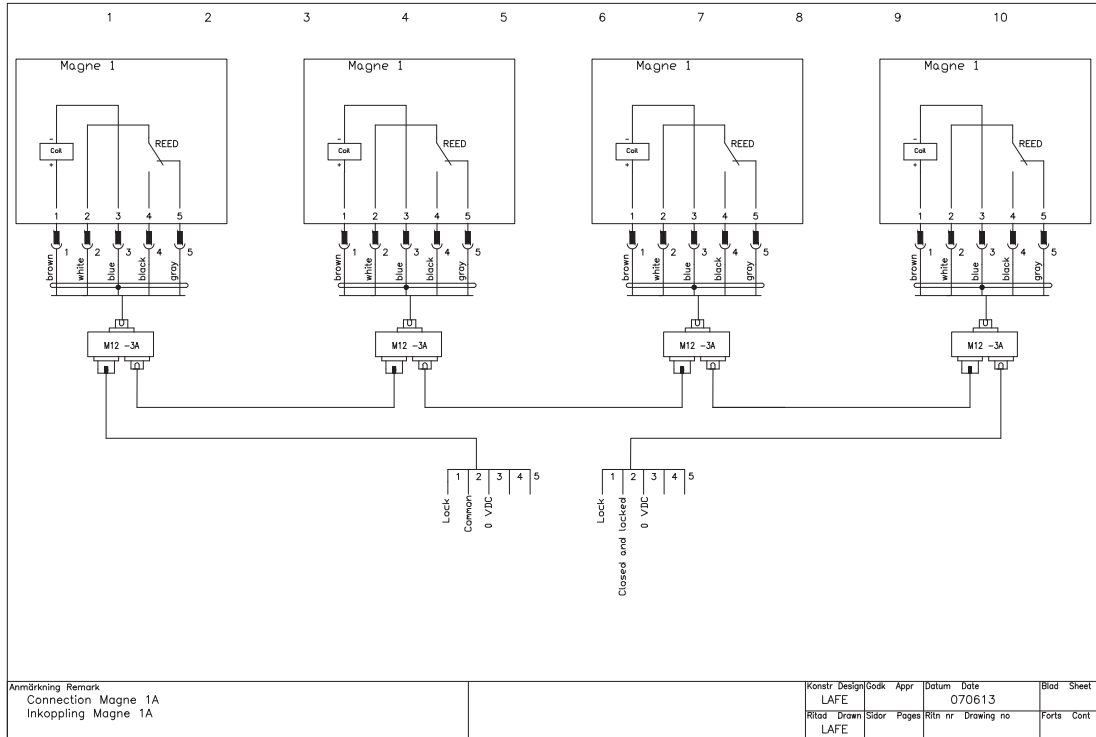 1 2 3 4 5 6 7 8 9 10
Magne 1 Magne 1 Magne 1 Magne 1
- - - -
Coil REED Coil REED Coil REED Coil REED
+ + + +
1 2 3 4 5 1 2 3 4 5 1 2 3 4 5 1 2 3 4 5
1 2 3 4 5 1 2 3 4 5 1 2 3 4 5 1 2 3 4 5
brown white blue black gray brown white blue black gray brown white blue black gray brown white blue black gray
M12 -3A M12 -3A M12 -3A M12 -3A
1 2 3 4 5 1 2 3 4 5
Lock Common 0 VDC Lock Closed and locked 0 VDC
Anmärkning Remark
Connection Magne 1A
Inkoppling Magne 1A
Konstr Design Godk Appr Datum Date Blad Sheet
LAFE 070613
Ritad Drawn Sidor Pages Ritn nr Drawing no Forts Cont
LAFE